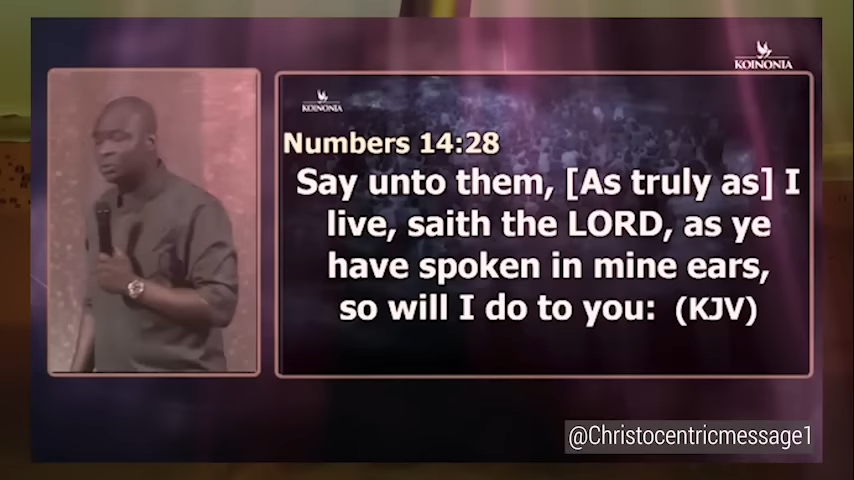 KOINONIA
KOINONIA
Numbers 14:28
Say unto them, [As truly as] I
live, saith the LORD, as ye
have spoken in mine ears,
so will I do to you: (KJV)
@Christocentricmessage1